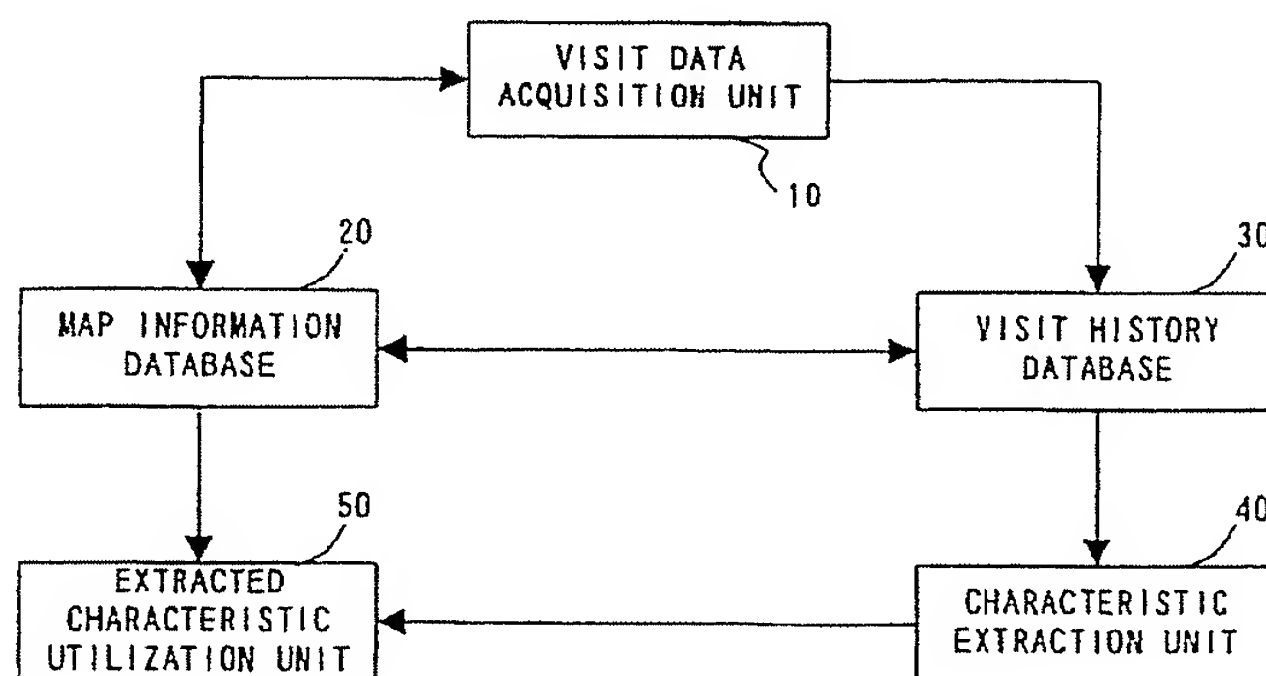 VISIT DATA
ACQUISITION UNIT
10
20
30
MAP INFORMATION
DATABASE
VISIT HISTORY
DATABASE
50
40
EXTRACTED
CHARACTERISTIC
UTILIZATION UNIT
CHARACTERISTIC
EXTRACTION UNIT